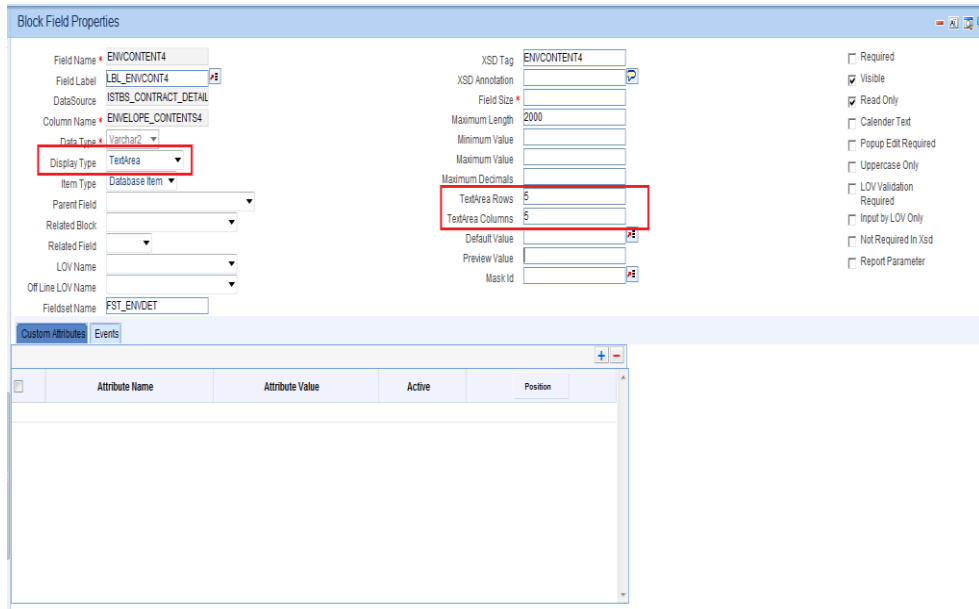 Block Field Properties
Field Name * ENVCONTENT4
Field Label LBL_ENVCONT4
DataSource ISTBS_CONTRACT_DETAIL
Column Name * ENVELOPE_CONTENTS4
Data Type * Varchar2
Display Type TextArea
Item Type Database Item
Parent Field
Related Block
Related Field
LOV Name
Off Line LOV Name
Fieldset Name FST_ENVDET
XSD Tag ENVCONTENT4
XSD Annotation
Field Size *
Maximum Length 2000
Minimum Value
Maximum Value
Maximum Decimals
TextArea Rows 5
TextArea Columns 5
Default Value
Preview Value
Mask Id
Required
Visible
Read Only
Calender Text
Popup Edit Required
Uppercase Only
LOV Validation
Required
Input by LOV Only
Not Required In Xsd
Report Parameter
Custom Attributes Events
Attribute Name Attribute Value Active Position